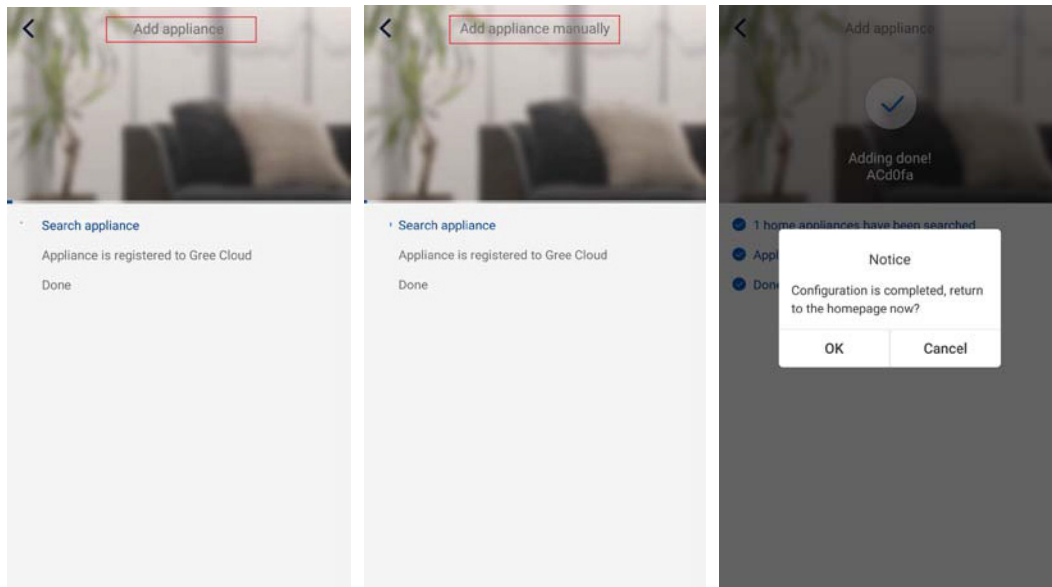 Add appliance
Search appliance
Appliance is registered to Gree Cloud
Done
Add appliance manually
Search appliance
Appliance is registered to Gree Cloud
Done
Add appliance
Adding done!
ACd0fa
1 home appliances have been searched
Appl
Done
Notice
Configuration is completed, return
to the homepage now?
OK
Cancel